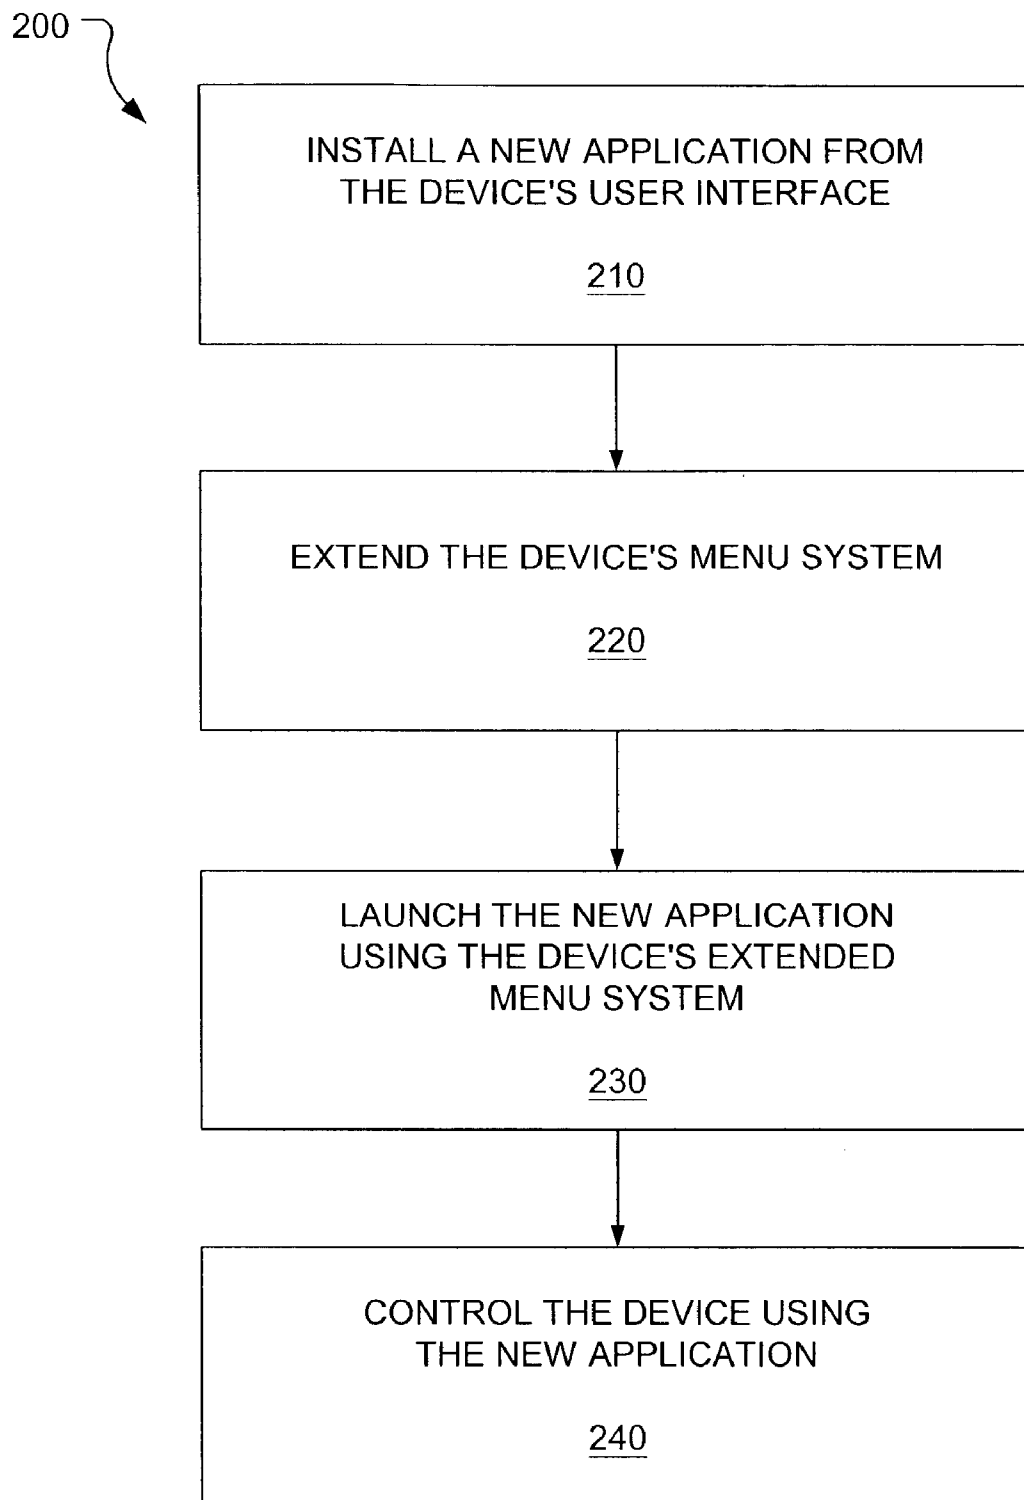 200
INSTALL A NEW APPLICATION FROM
THE DEVICE'S USER INTERFACE
210
EXTEND THE DEVICE'S MENU SYSTEM
220
LAUNCH THE NEW APPLICATION
USING THE DEVICE'S EXTENDED
MENU SYSTEM
230
CONTROL THE DEVICE USING
THE NEW APPLICATION
240